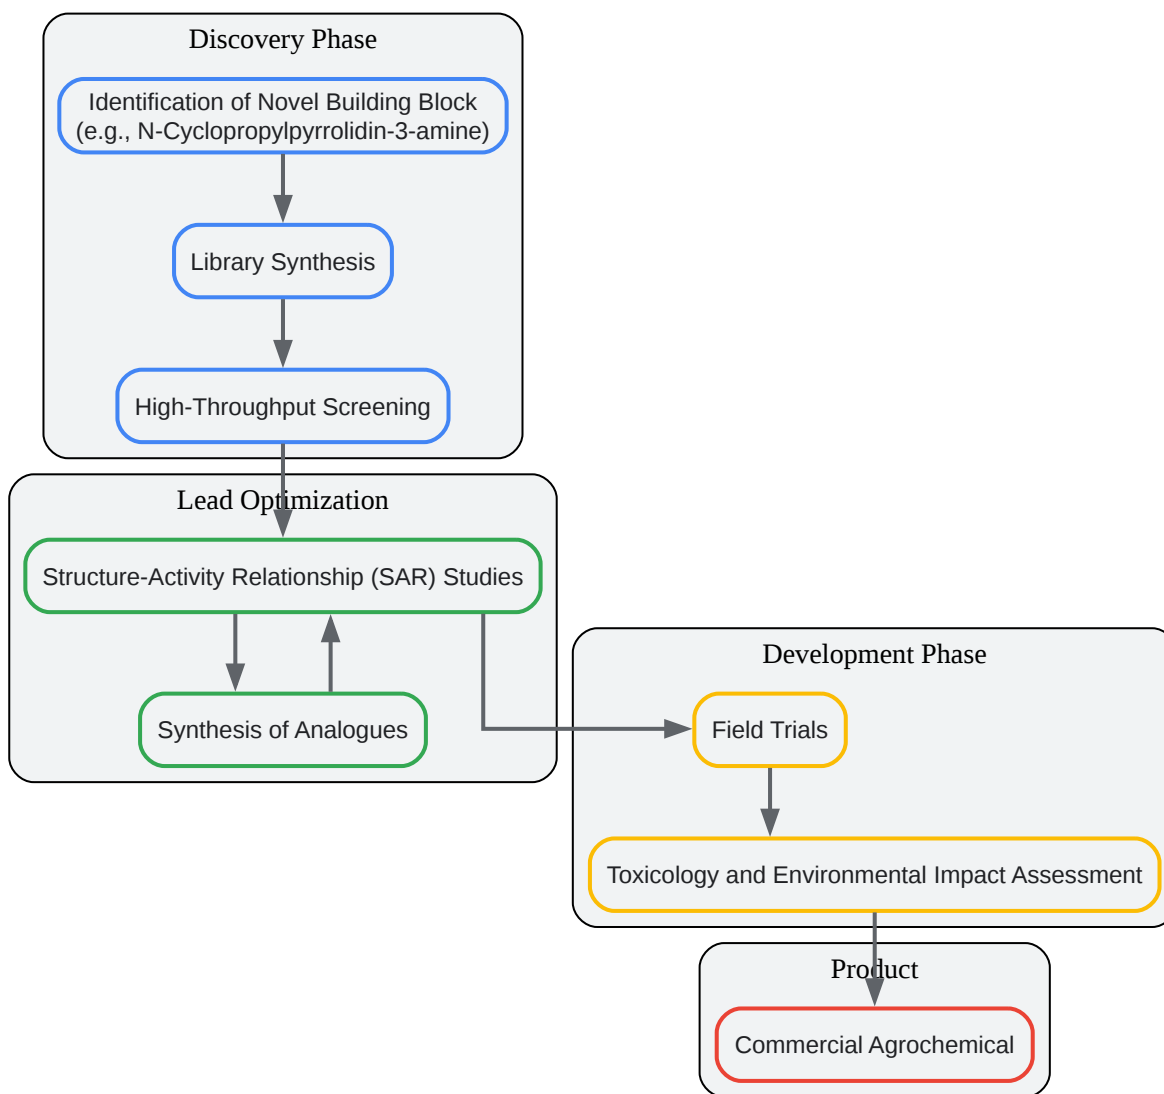 Discovery Phase
Identification of Novel Building Block
(e.g., N-Cyclopropylpyrrolidin-3-amine)
Library Synthesis
High-Throughput Screening
Lead Optimization
Structure-Activity Relationship (SAR) Studies
Synthesis of Analogues
Development Phase
Field Trials
Toxicology and Environmental Impact Assessment
Product
Commercial Agrochemical